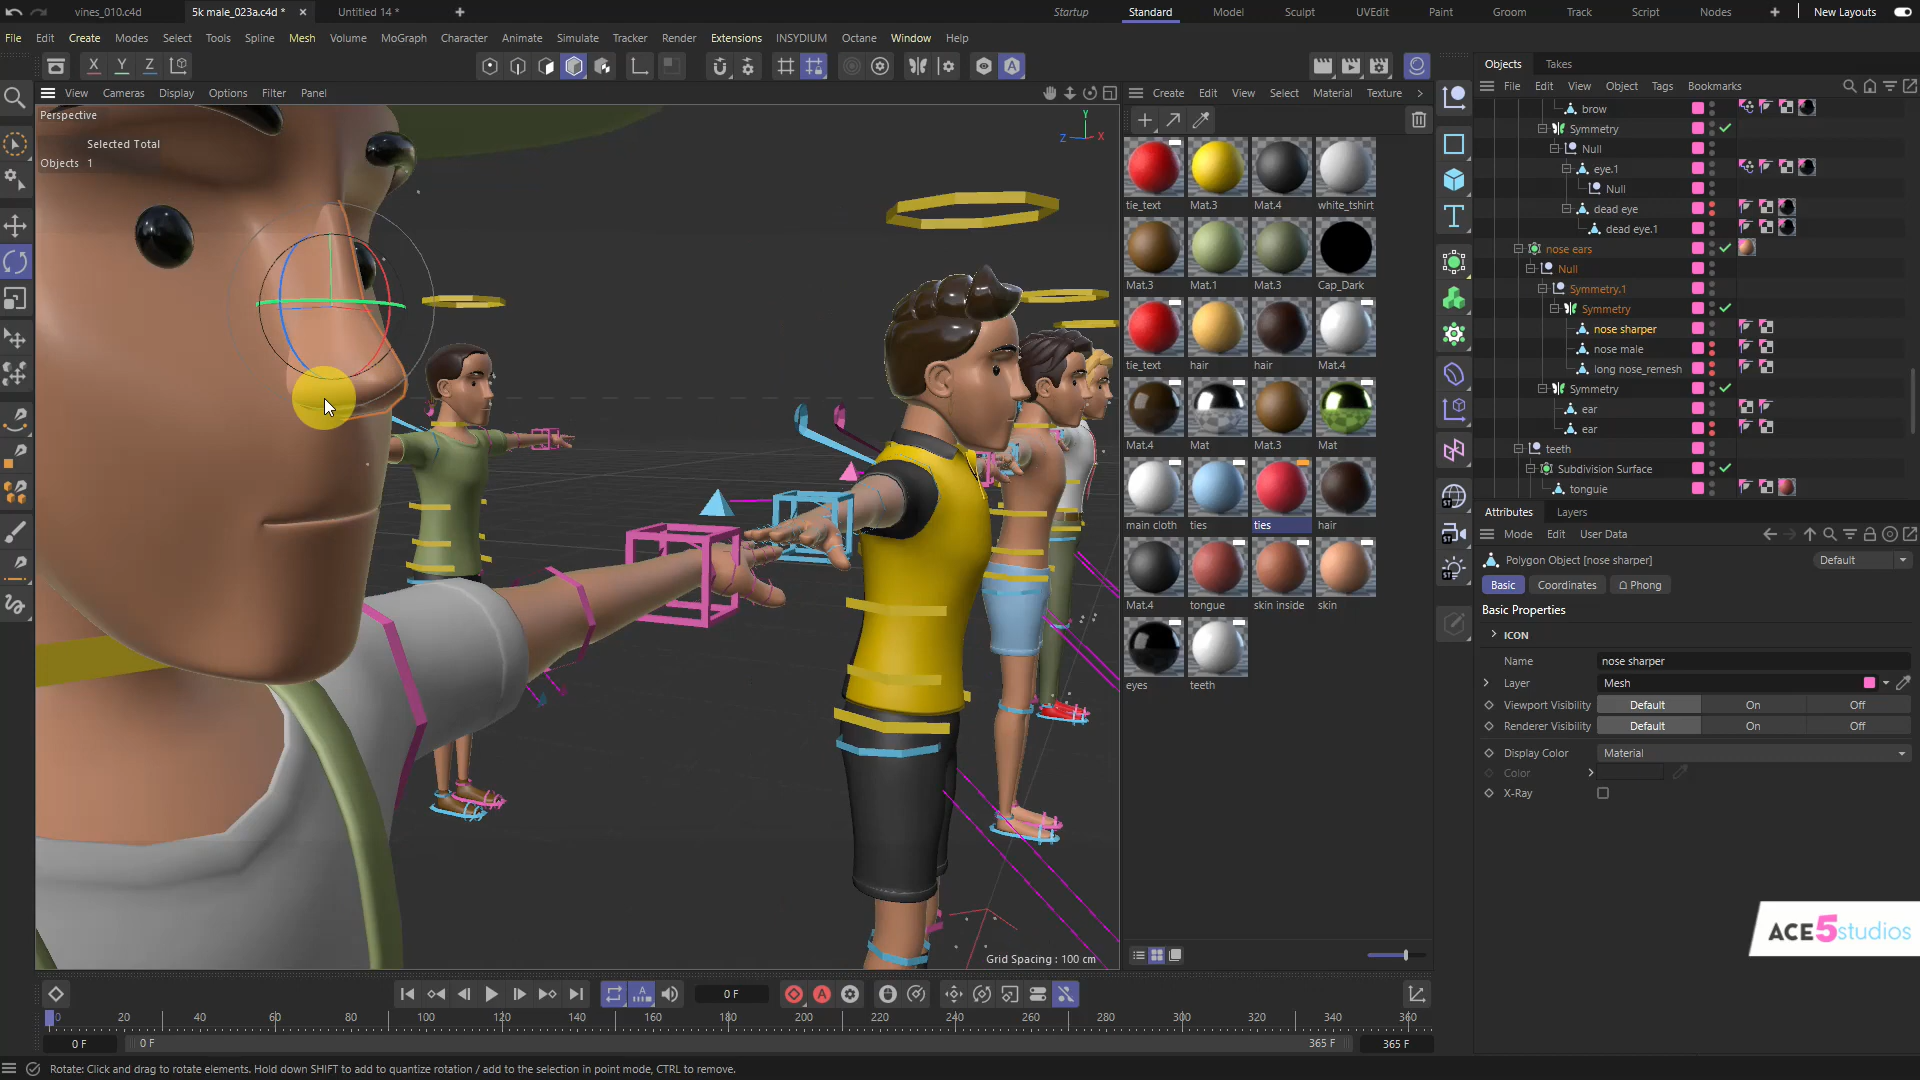 vines_010.c4d 5k male_023a.c4d * × Untitled 14 * +
Startup Standard Model Sculpt UVEdit Paint Groom Track Script Nodes + New Layouts
File Edit Create Modes Select Tools Spline Mesh Volume MoGraph Character Animate Simulate Tracker Render Extensions INSYDIUM Octane Window Help
X Y Z
Objects Takes
View Cameras Display Options Filter Panel
Create Edit View Select Material Texture
File Edit View Object Tags Bookmarks
Perspective
Selected Total
Objects 1
Y
Z X
tie_text Mat.3 Mat.4 white_tshirt
Mat.3 Mat.1 Mat.3 Cap_Dark
tie_text hair hair Mat.4
Mat.4 Mat Mat.3 Mat
main cloth ties ties hair
Mat.4 tongue skin inside skin
eyes teeth
brow
Symmetry
Null
eye.1
Null
dead eye
dead eye.1
nose ears
Null
Symmetry.1
Symmetry
nose sharper
nose male
long nose_remesh
Symmetry
ear
ear
teeth
Subdivision Surface
tonguie
T
ST
ST
ST
Attributes Layers
Mode Edit User Data
Polygon Object [nose sharper] Default
Basic Coordinates Phong
Basic Properties
ICON
Name nose sharper
Layer Mesh
Viewport Visibility Default On Off
Renderer Visibility Default On Off
Display Color Material
Color
X-Ray
ACE5studios
Grid Spacing : 100 cm
0 F
0 20 40 60 80 100 120 140 160 180 200 220 240 260 280 300 320 340 360
0 F 0 F 365 F 365 F
Rotate: Click and drag to rotate elements. Hold down SHIFT to add to quantize rotation / add to the selection in point mode, CTRL to remove.